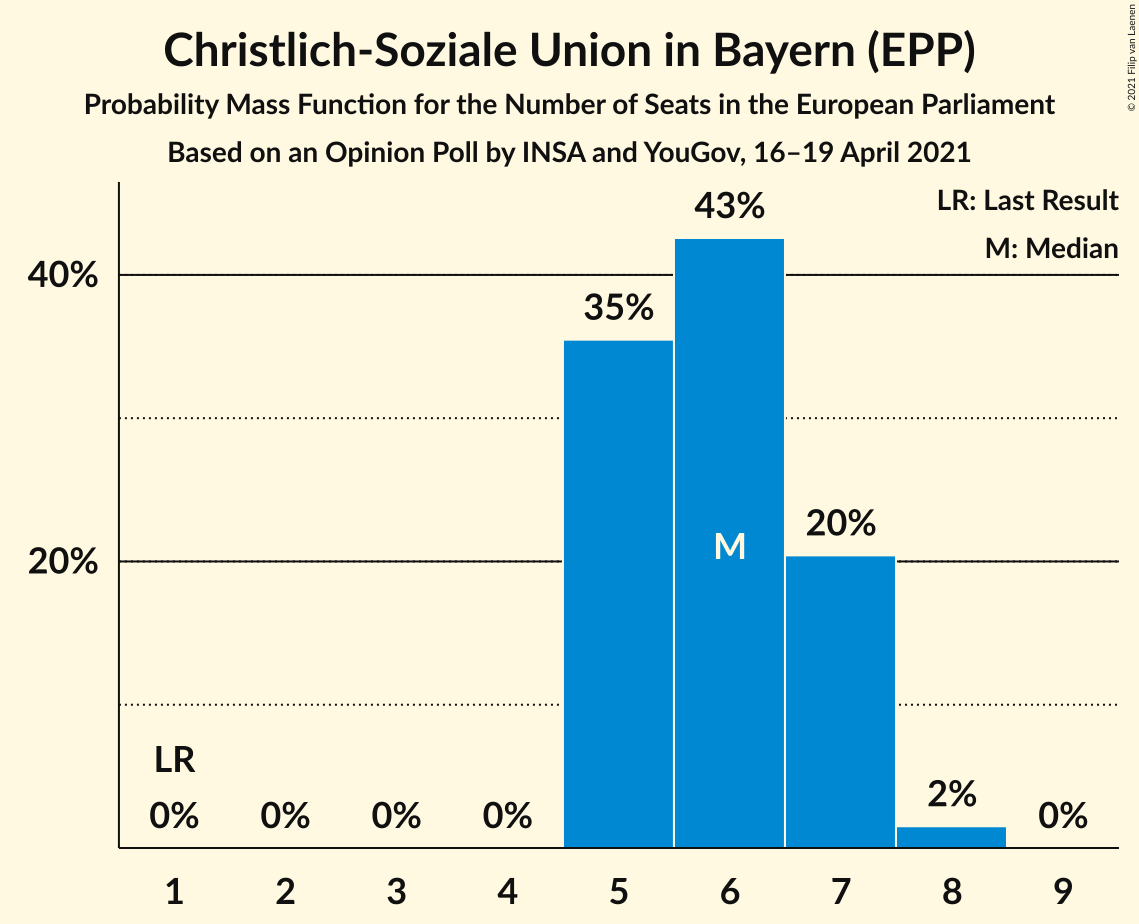 Christlich-Soziale Union in Bayern (EPP)
Probability Mass Function for the Number of Seats in the European Parliament
Based on an Opinion Poll by INSA and YouGov, 16–19 April 2021
© 2021 Filip van Laenen
LR: Last Result
M: Median
43%
40%
35%
20%
M
20%
LR
2%
0% 0% 0% 0% 0%
1 2 3 4 5 6 7 8 9